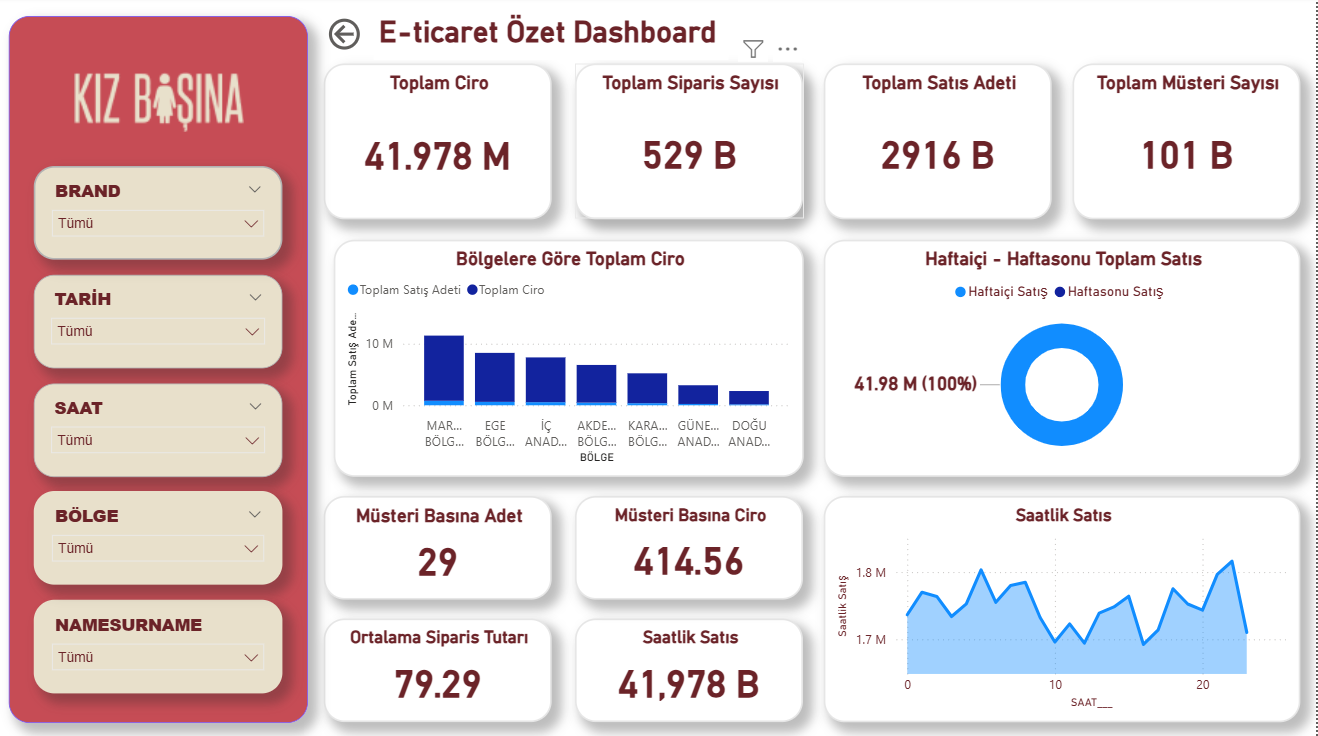 KIZ BAŞINA
BRAND
Tümü
TARİH
Tümü
SAAT
Tümü
BÖLGE
Tümü
NAMESURNAME
Tümü
E-ticaret Özet Dashboard
Toplam Ciro
41.978 M
Toplam Siparis Sayısı
529 B
Toplam Satıs Adeti
2916 B
Toplam Müsteri Sayısı
101 B
Bölgelere Göre Toplam Ciro
Toplam Satış Adeti Toplam Ciro
Toplam Satış Ade...
10 M
0 M
MAR... BÖLG...
EGE BÖLG...
İÇ ANAD...
AKDE... BÖLG...
KARA... BÖLG...
GÜNE... ANAD...
DOĞU ANAD...
BÖLGE
Haftaiçi - Haftasonu Toplam Satıs
Haftaiçi Satış Haftasonu Satış
41.98 M (100%)
Müsteri Basına Adet
29
Müsteri Basına Ciro
414.56
Ortalama Siparis Tutarı
79.29
Saatlik Satıs
41,978 B
Saatlik Satıs
Saatlik Satış
1.8 M
1.7 M
0 10 20
SAAT___